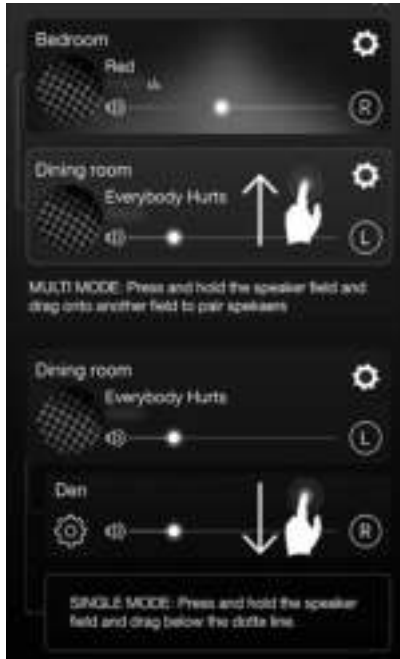 Bedroom
Red
R
Dining room
Everybody Hurts
L
MULTI MODE: Press and hold the speaker field and
drag onto another field to pair spekaers
Dining room
Everybody Hurts
L
Den
R
SINGLE MODE: Press and hold the speaker
field and drag below the dotte line.